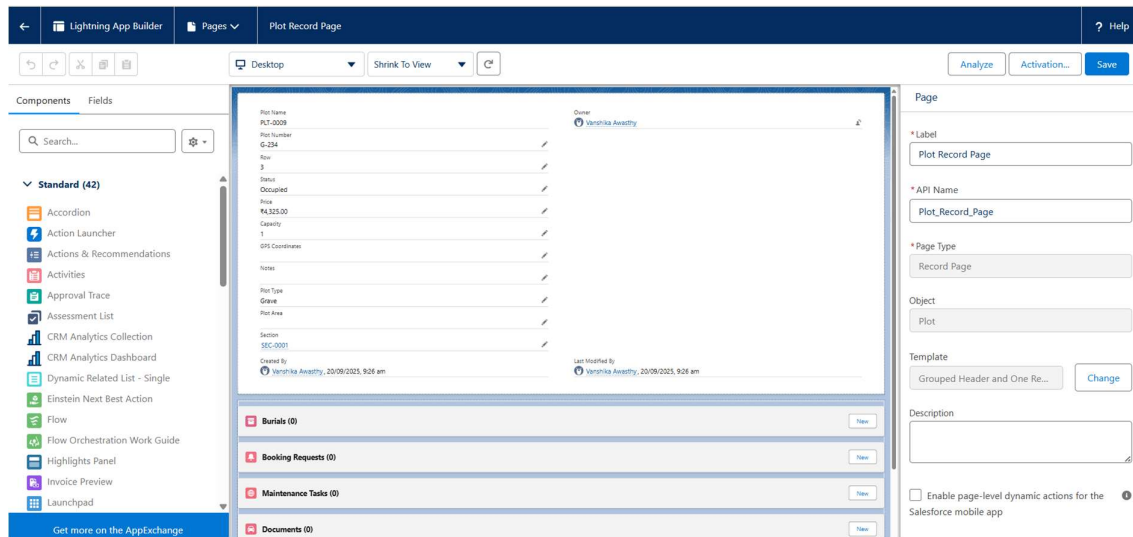 Lightning App Builder
Pages
Plot Record Page
? Help
Desktop
Shrink To View
Analyze
Activation...
Save
Components
Fields
Search...
Standard (42)
Accordion
Action Launcher
Actions & Recommendations
Activities
Approval Trace
Assessment List
CRM Analytics Collection
CRM Analytics Dashboard
Dynamic Related List - Single
Einstein Next Best Action
Flow
Flow Orchestration Work Guide
Highlights Panel
Invoice Preview
Launchpad
Get more on the AppExchange
Plot Name
PLT-0009
Owner
Vanshika Awasthy
Plot Number
G-234
Row
3
Status
Occupied
Price
₹4,325.00
Capacity
1
GPS Coordinates
Notes
Plot Type
Grave
Plot Area
Section
SEC-0001
Created By
Vanshika Awasthy, 20/09/2025, 9:26 am
Last Modified By
Vanshika Awasthy, 20/09/2025, 9:26 am
Burials (0)
New
Booking Requests (0)
New
Maintenance Tasks (0)
New
Documents (0)
New
Page
*Label
Plot Record Page
*API Name
Plot_Record_Page
*Page Type
Record Page
Object
Plot
Template
Grouped Header and One Re...
Change
Description
Enable page-level dynamic actions for the
Salesforce mobile app